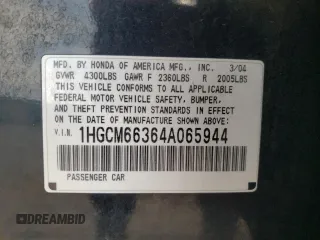 MFD. BY HONDA OF AMERICA MFG., INC. 3/04
GVWR 4300LBS GAWR F 2360LBS R 2005LBS
THIS VEHICLE CONFORMS TO ALL APPLICABLE
FEDERAL MOTOR VEHICLE SAFETY, BUMPER,
AND THEFT PREVENTION STANDARDS IN EFFECT
ON THE DATE OF MANUFACTURE SHOWN ABOVE.
V.I.N. 1HGCM66364A065944
PASSENGER CAR
© DREAMBID